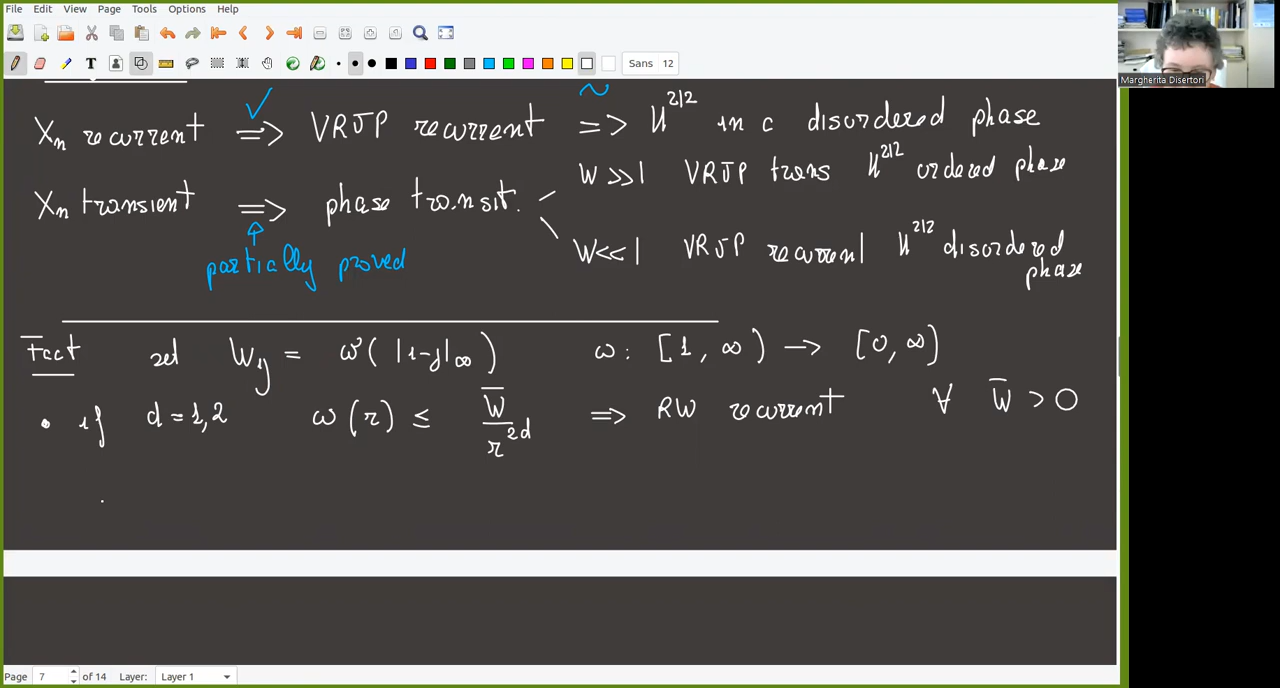 File Edit View Page Tools Options Help
Sans 12
Margherita Disertori
Xn recurrent ⟹ VRJP recurrent ⟹ H^{2|2} in a disordered phase
✓ ~
W >> 1 VRJP trans H^{2|2} ordered phase
Xn transient ⟹ phase transit.
W << 1 VRJP recurrent H^{2|2} disordered phase
partially proved
Fact set W_{ij} = ω(|i-j|_∞) ω: [1, ∞) → [0, ∞)
• if d = 1,2 ω(r) ≤ W̄ / r^{2d} ⟹ RW recurrent ∀ W̄ > 0
Page 7 of 14 Layer: Layer 1